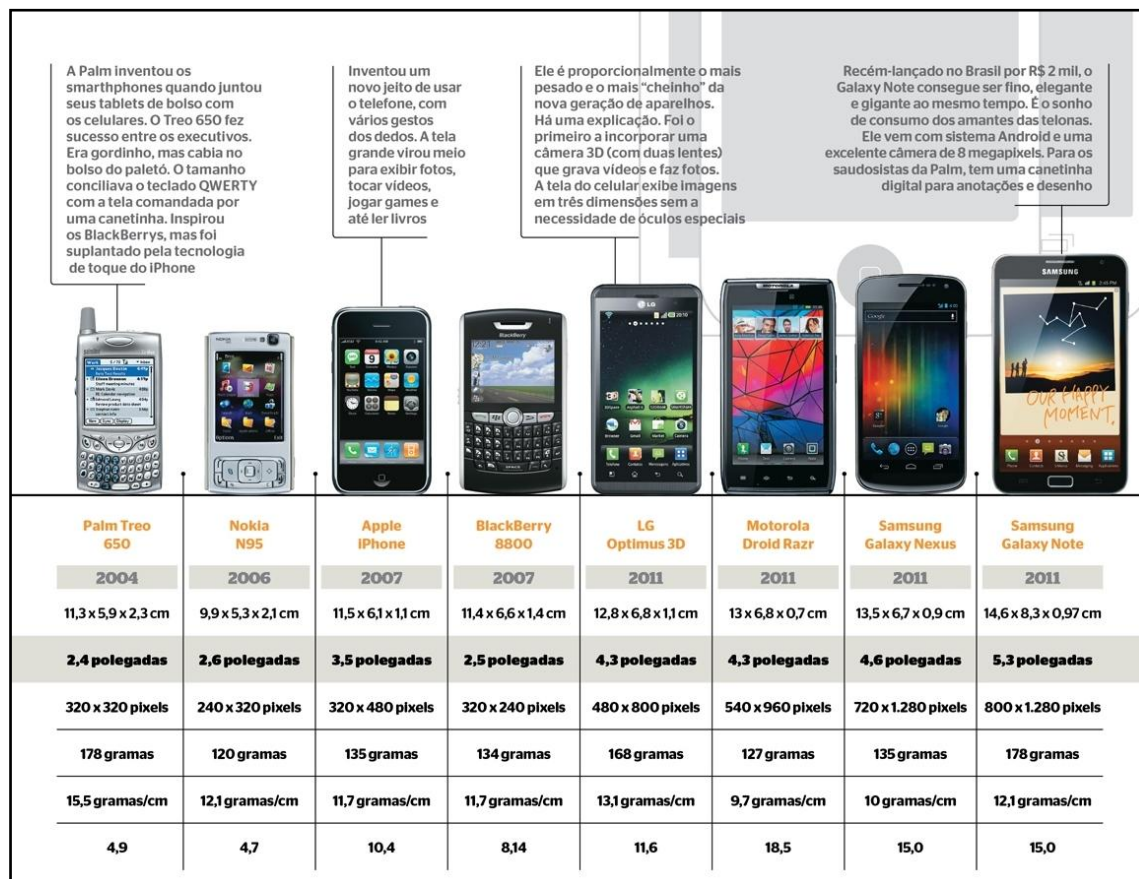 A Palm inventou os
smarthphones quando juntou
seus tablets de bolso com
os celulares. O Treo 650 fez
sucesso entre os executivos.
Era gordinho, mas cabia no
bolso do paletó. O tamanho
conciliava o teclado QWERTY
com a tela comandada por
uma canetinha. Inspirou
os BlackBerrys, mas foi
suplantado pela tecnologia
de toque do iPhone
Inventou um
novo jeito de usar
o telefone, com
vários gestos
dos dedos. A tela
grande virou meio
para exibir fotos,
tocar vídeos,
jogar games e
até ler livros
Ele é proporcionalmente o mais
pesado e o mais "cheinho" da
nova geração de aparelhos.
Há uma explicação. Foi o
primeiro a incorporar uma
câmera 3D (com duas lentes)
que grava vídeos e faz fotos.
A tela do celular exibe imagens
em três dimensões sem a
necessidade de óculos especiais
Recém-lançado no Brasil por R$ 2 mil, o
Galaxy Note consegue ser fino, elegante
e gigante ao mesmo tempo. É o sonho
de consumo dos amantes das telonas.
Ele vem com sistema Android e uma
excelente câmera de 8 megapixels. Para os
saudosistas da Palm, tem uma canetinha
digital para anotações e desenho
NOKIA
BlackBerry
LG
MOTOROLA
Google
SAMSUNG
OUR HAPPY
MOMENT.
Palm Treo
650
Nokia
N95
Apple
iPhone
BlackBerry
8800
LG
Optimus 3D
Motorola
Droid Razr
Samsung
Galaxy Nexus
Samsung
Galaxy Note
2004 2006 2007 2007 2011 2011 2011 2011
11,3 x 5,9 x 2,3 cm 9,9 x 5,3 x 2,1 cm 11,5 x 6,1 x 1,1 cm 11,4 x 6,6 x 1,4 cm 12,8 x 6,8 x 1,1 cm 13 x 6,8 x 0,7 cm 13,5 x 6,7 x 0,9 cm 14,6 x 8,3 x 0,97 cm
2,4 polegadas 2,6 polegadas 3,5 polegadas 2,5 polegadas 4,3 polegadas 4,3 polegadas 4,6 polegadas 5,3 polegadas
320 x 320 pixels 240 x 320 pixels 320 x 480 pixels 320 x 240 pixels 480 x 800 pixels 540 x 960 pixels 720 x 1.280 pixels 800 x 1.280 pixels
178 gramas 120 gramas 135 gramas 134 gramas 168 gramas 127 gramas 135 gramas 178 gramas
15,5 gramas/cm 12,1 gramas/cm 11,7 gramas/cm 11,7 gramas/cm 13,1 gramas/cm 9,7 gramas/cm 10 gramas/cm 12,1 gramas/cm
4,9 4,7 10,4 8,14 11,6 18,5 15,0 15,0